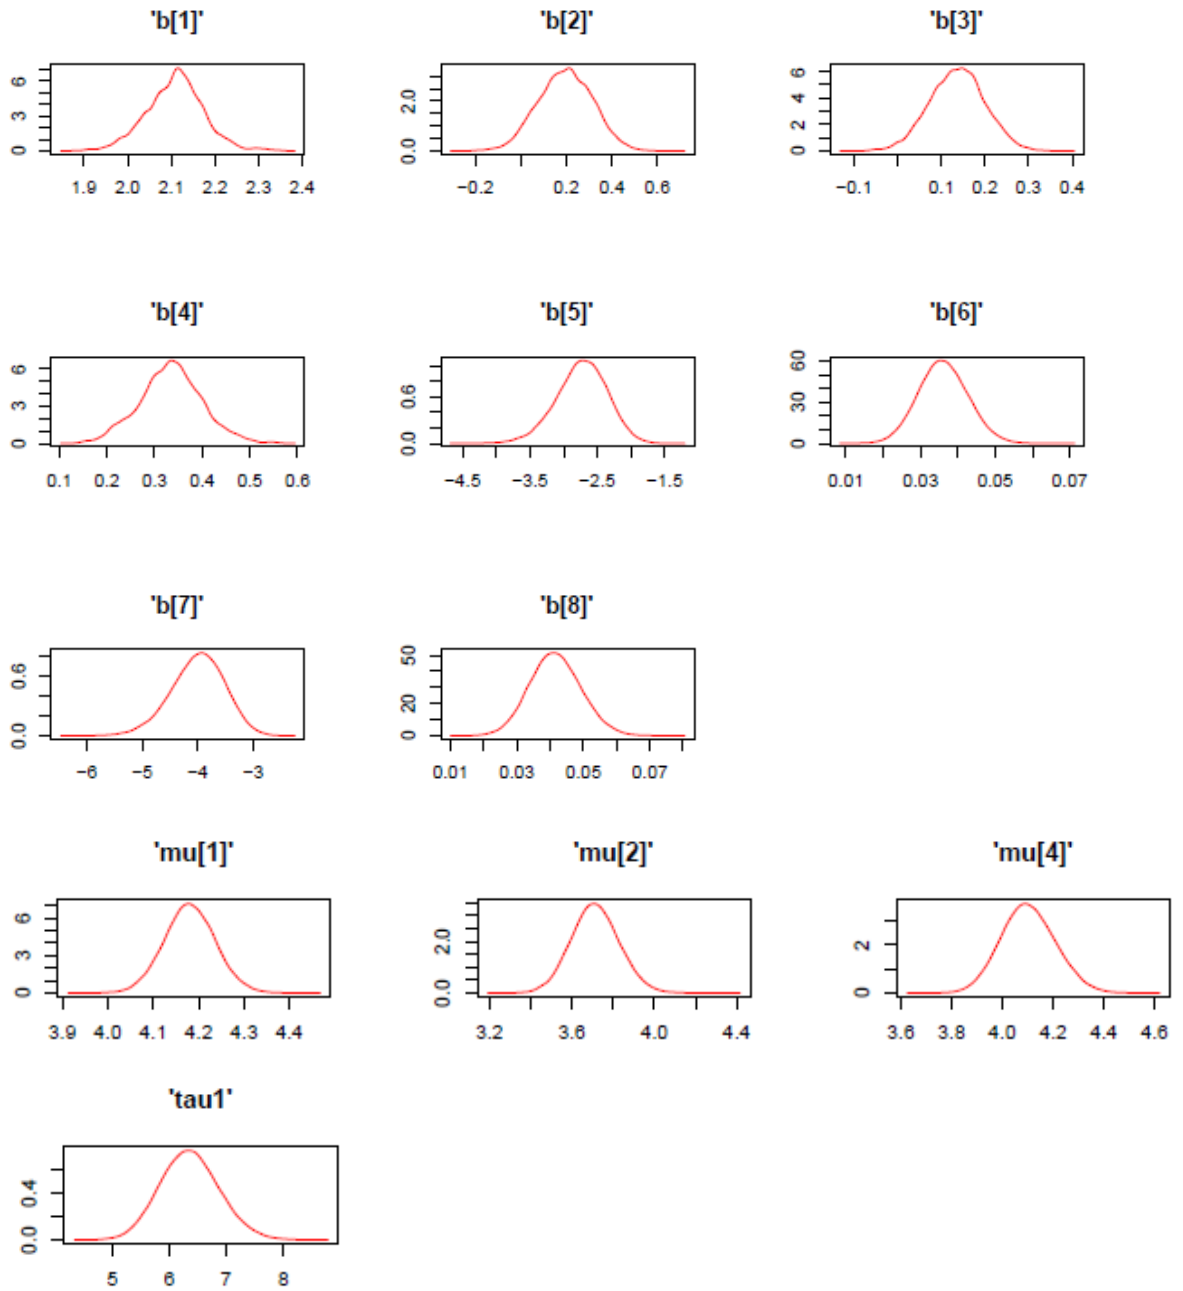 'b[1]' 'b[2]' 'b[3]'
6 3 0 2.0 0.0 6 4 2 0
1.9 2.0 2.1 2.2 2.3 2.4 −0.2 0.2 0.4 0.6 −0.1 0.1 0.2 0.3 0.4
'b[4]' 'b[5]' 'b[6]'
6 3 0 0.6 0.0 60 30 0
0.1 0.2 0.3 0.4 0.5 0.6 −4.5 −3.5 −2.5 −1.5 0.01 0.03 0.05 0.07
'b[7]' 'b[8]'
0.6 0.0 50 20 0
−6 −5 −4 −3 0.01 0.03 0.05 0.07
'mu[1]' 'mu[2]' 'mu[4]'
6 3 0 2.0 0.0 2 0
3.9 4.0 4.1 4.2 4.3 4.4 3.2 3.6 4.0 4.4 3.6 3.8 4.0 4.2 4.4 4.6
'tau1'
0.4 0.0
5 6 7 8